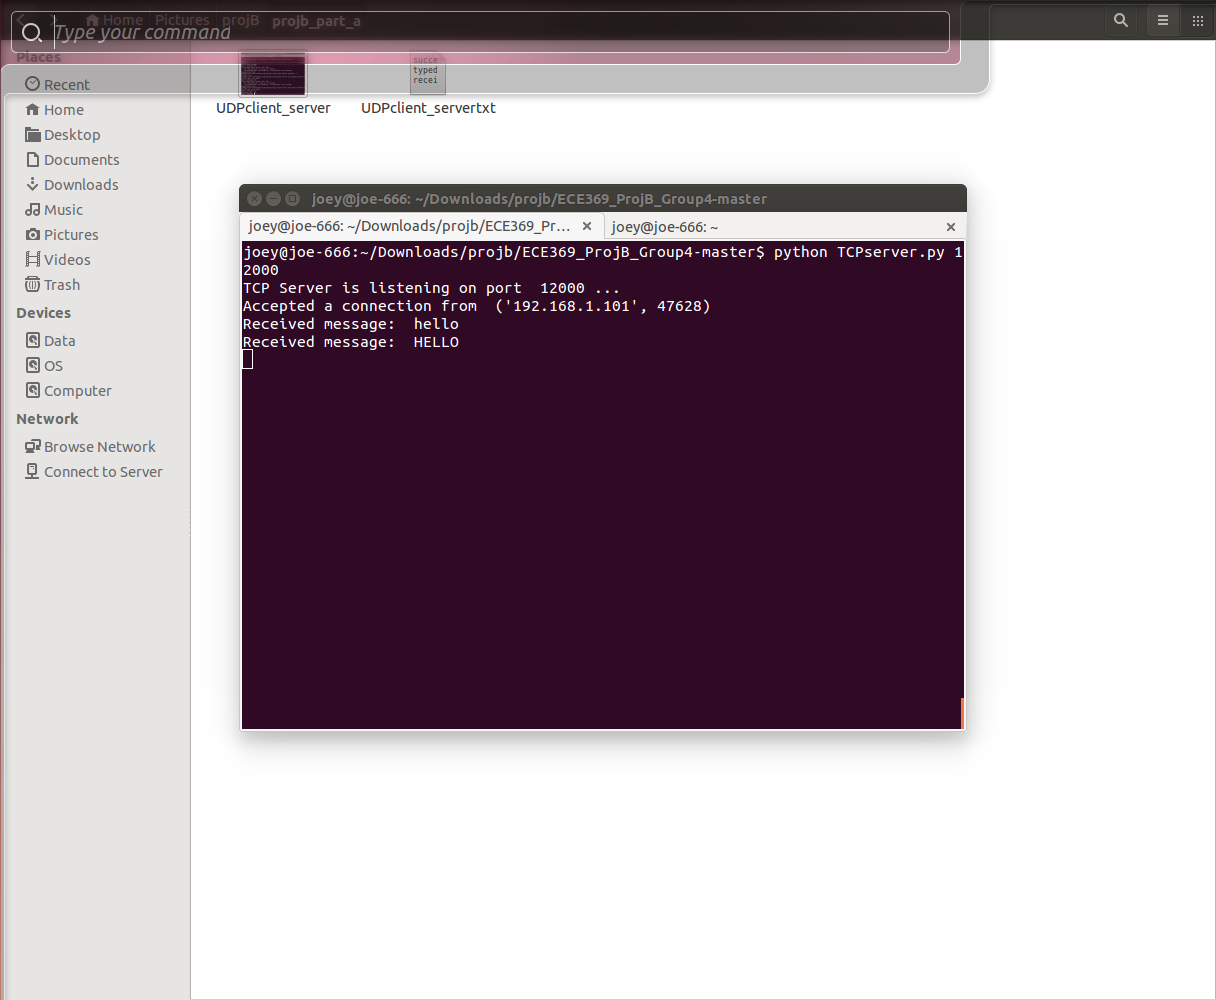 Home Pictures projB projb_part_a
Type your command
Places
Recent
Home
Desktop
Documents
Downloads
Music
Pictures
Videos
Trash
Devices
Data
OS
Computer
Network
Browse Network
Connect to Server
succe
typed
recei
UDPclient_server
UDPclient_servertxt
joey@joe-666: ~/Downloads/projb/ECE369_ProjB_Group4-master
joey@joe-666: ~/Downloads/projb/ECE369_Pr...
joey@joe-666: ~
joey@joe-666:~/Downloads/projb/ECE369_ProjB_Group4-master$ python TCPserver.py 1
2000
TCP Server is listening on port  12000 ...
Accepted a connection from  ('192.168.1.101', 47628)
Received message:  hello
Received message:  HELLO